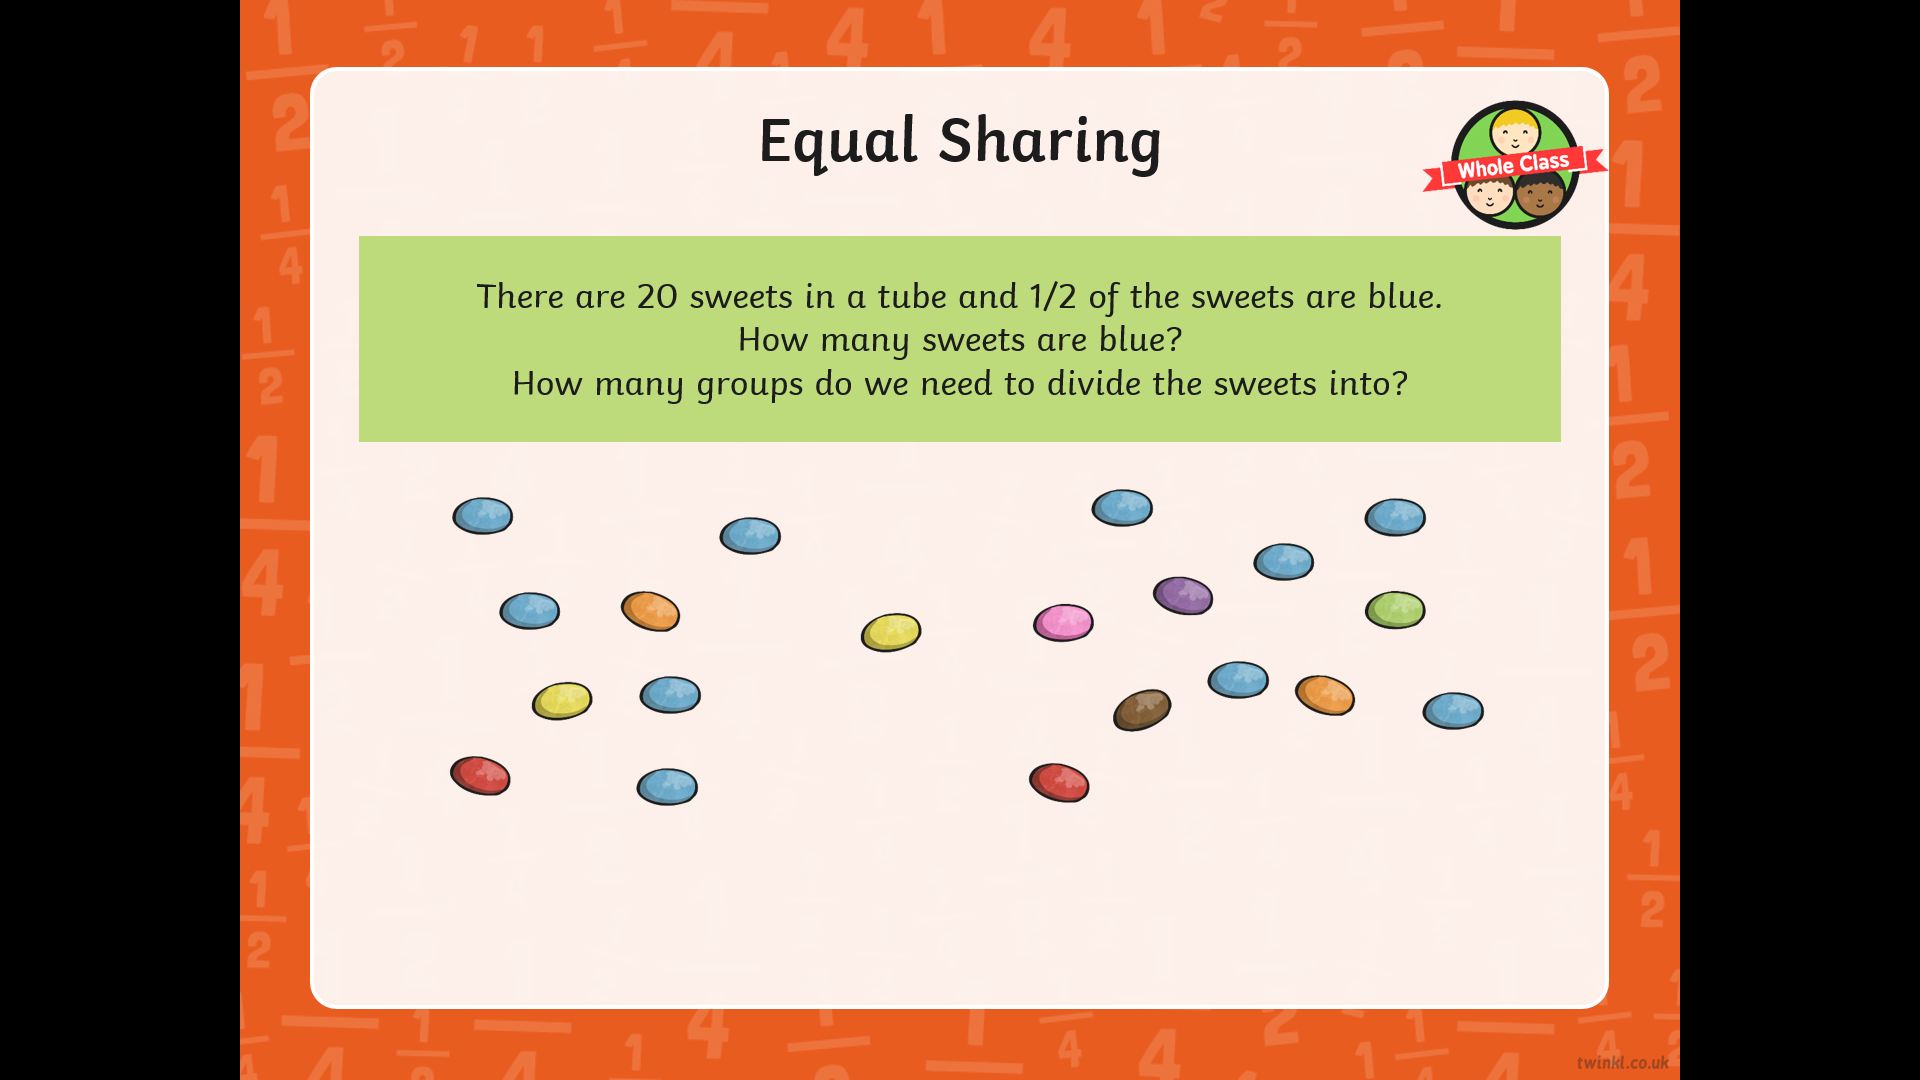 Equal Sharing
Whole Class
There are 20 sweets in a tube and 1/2 of the sweets are blue.
How many sweets are blue?
How many groups do we need to divide the sweets into?
twinkl.co.uk